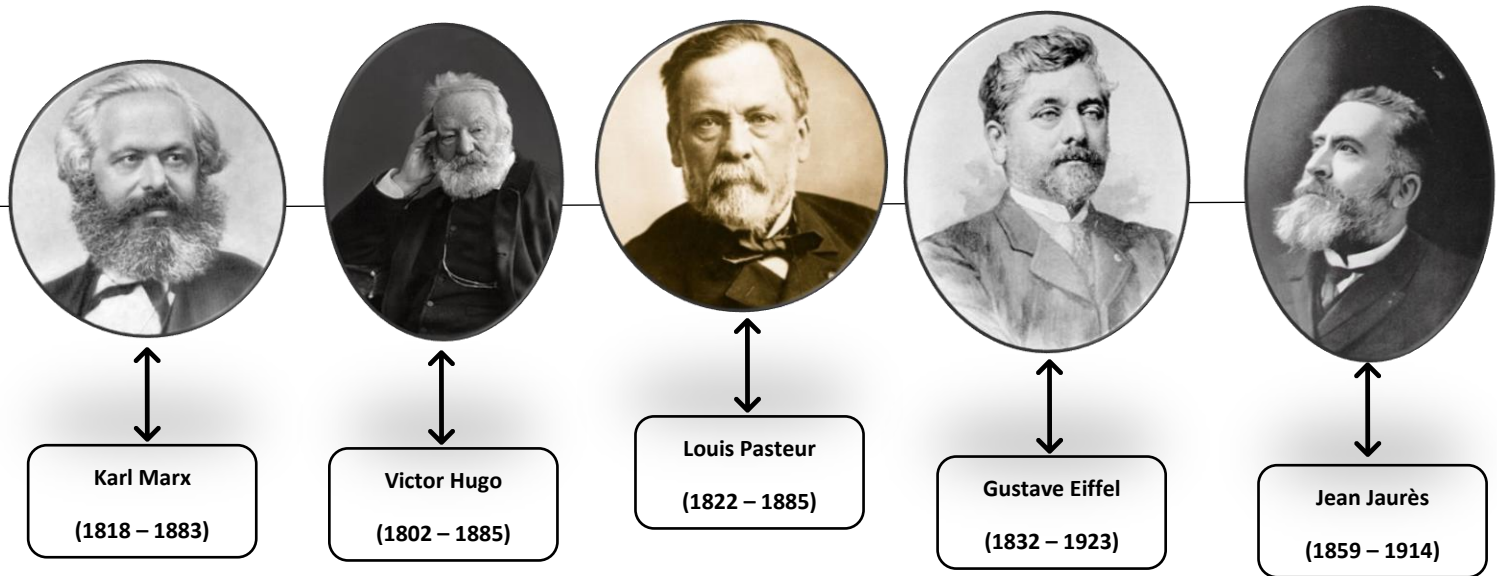 Karl Marx
(1818 – 1883)
Victor Hugo
(1802 – 1885)
Louis Pasteur
(1822 – 1885)
Gustave Eiffel
(1832 – 1923)
Jean Jaurès
(1859 – 1914)